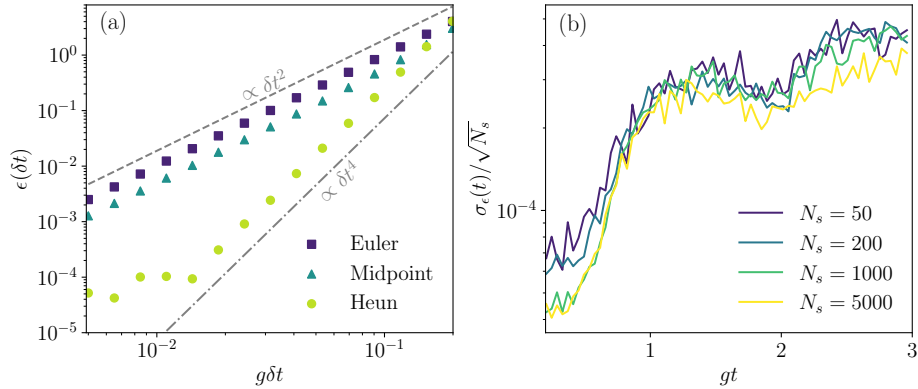 (a)
10^0
10^{-1}
10^{-2}
10^{-3}
10^{-4}
10^{-5}
ϵ(δt)
∝ δt^2
∝ δt^4
Euler
Midpoint
Heun
10^{-2}
10^{-1}
gδt
(b)
10^{-4}
σ_ϵ(t)/√N_s
N_s = 50
N_s = 200
N_s = 1000
N_s = 5000
1
2
3
gt